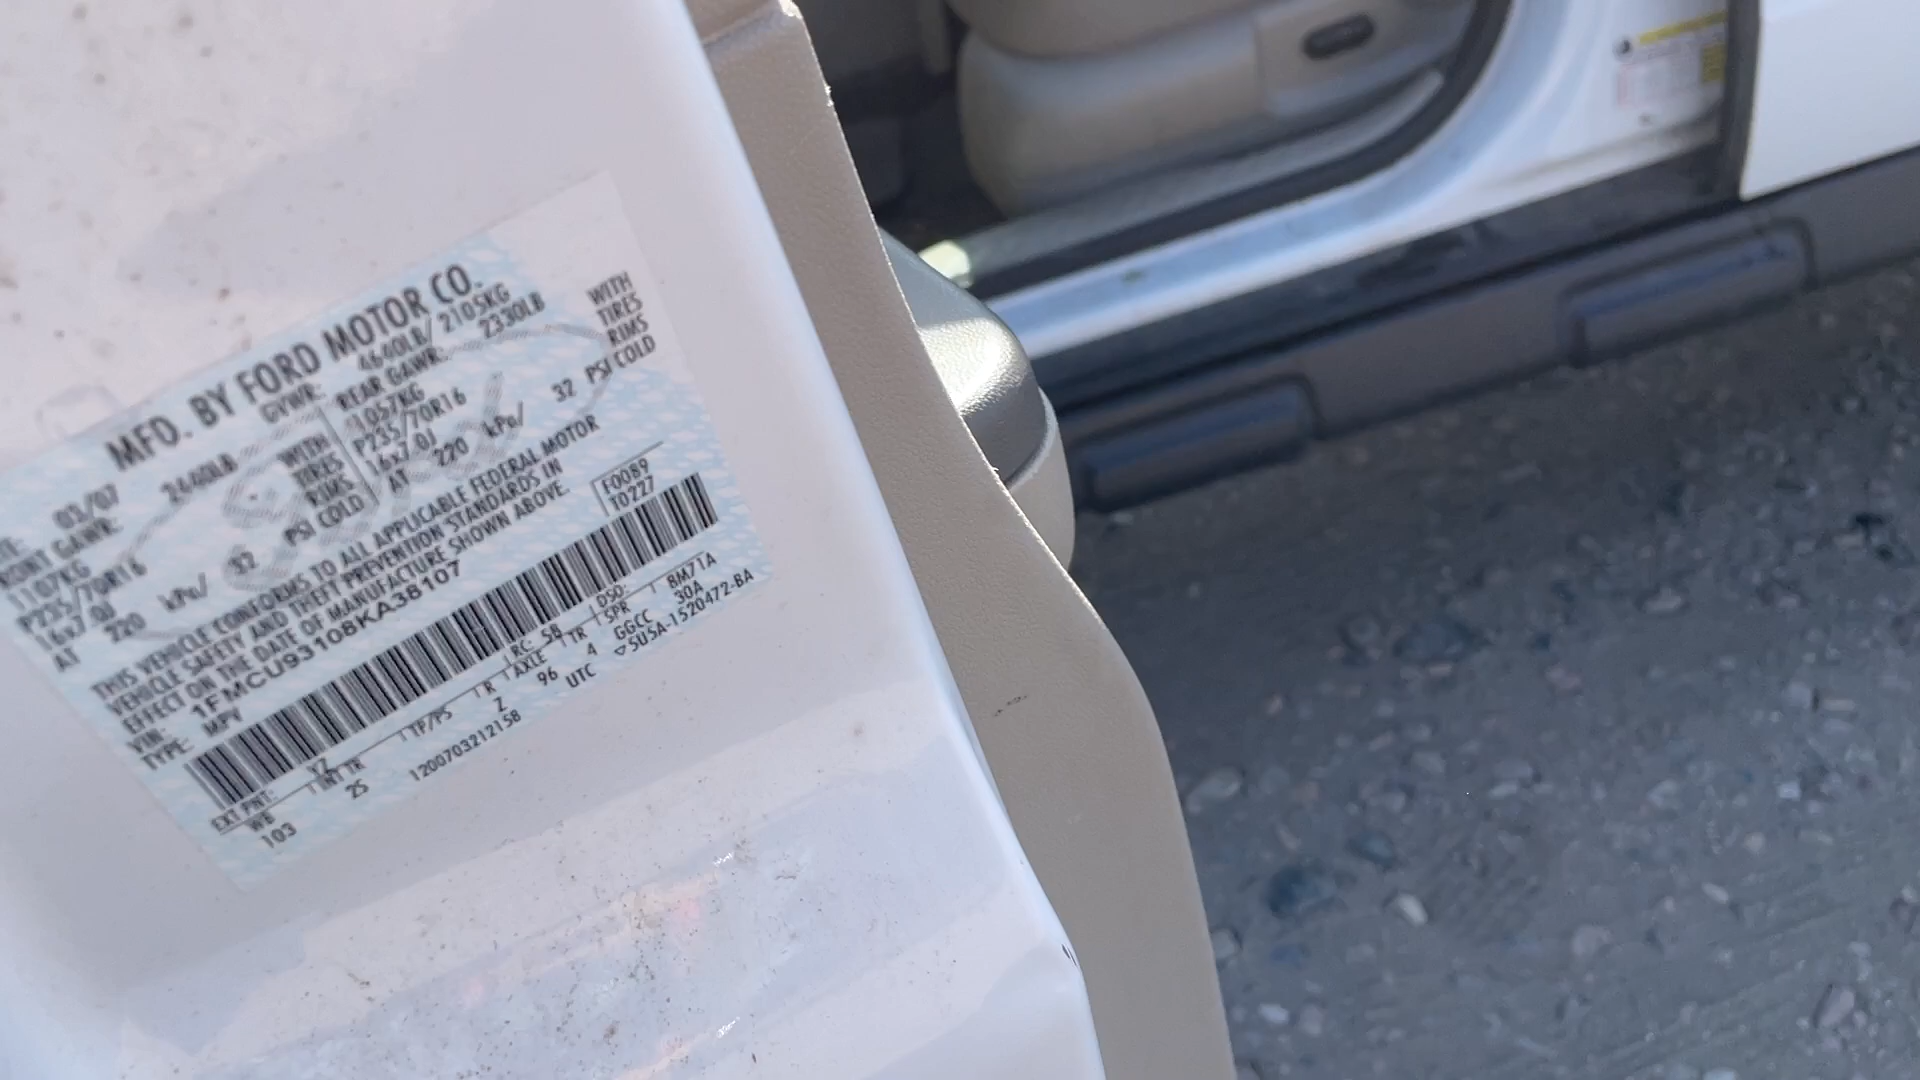 MFD. BY FORD MOTOR CO.
03/07 GVWR: 4640LB/ 2105KG
FRONT GAWR: 2440LB REAR GAWR: 2330LB
1107KG WITH 1057KG WITH
P235/70R16 TIRES P235/70R16 TIRES
16x7.0J RIMS 16x7.0J RIMS
AT 220 kPa/ 32 PSI COLD AT 220 kPa/ 32 PSI COLD
THIS VEHICLE CONFORMS TO ALL APPLICABLE FEDERAL MOTOR
VEHICLE SAFETY AND THEFT PREVENTION STANDARDS IN
EFFECT ON THE DATE OF MANUFACTURE SHOWN ABOVE.
VIN: 1FMCU93108KA38107 F0089
TYPE: MPV T0227
EXT PNT: YZ RC: 58 DSO:
WB INT TR TP/PS R AXLE TR SPR BM71A
103 2S Z 96 4 GGCC 30A
1200703212158 UTC ▽5U5A-1520472-BA